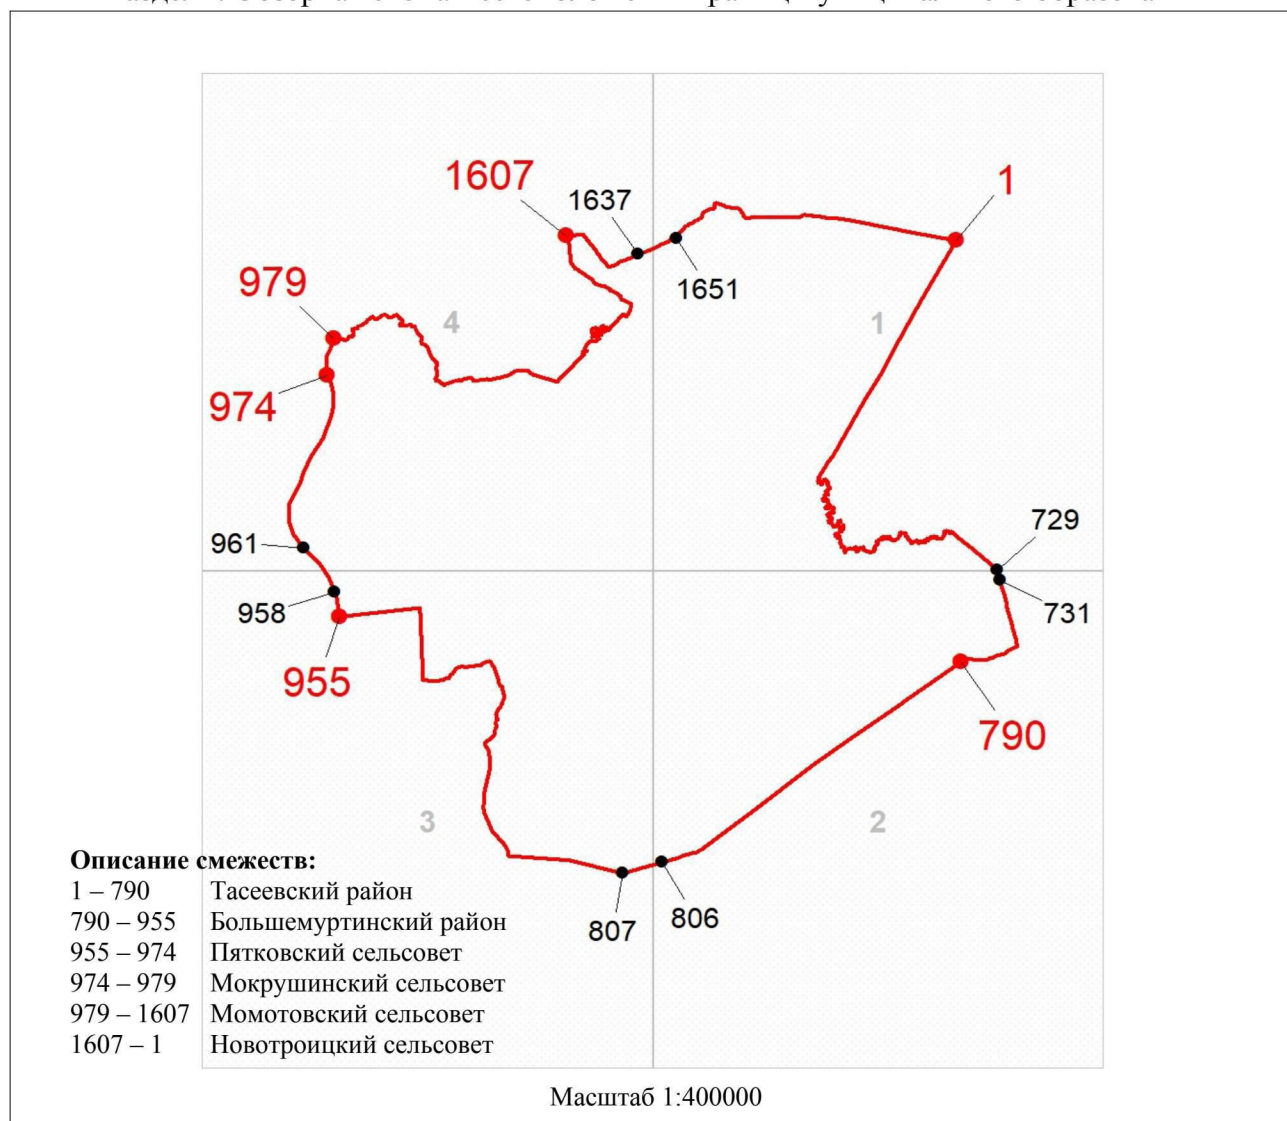 1607
1637
1
979
1651
4
1
974
729
961
958
731
955
790
3
2
Описание смежеств:
1 – 790 Тасеевский район
790 – 955 Большемуртинский район
807
806
955 – 974 Пятковский сельсовет
974 – 979 Мокрушинский сельсовет
979 – 1607 Момотовский сельсовет
1607 – 1 Новотроицкий сельсовет
Масштаб 1:400000